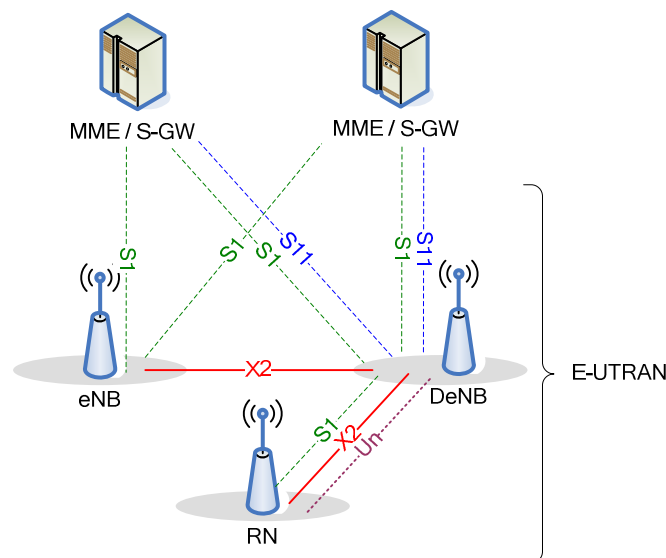 MME / S-GW
MME / S-GW
S1
S1
S1
S11
S1
S11
eNB
X2
DeNB
E-UTRAN
S1
X2
Un
RN